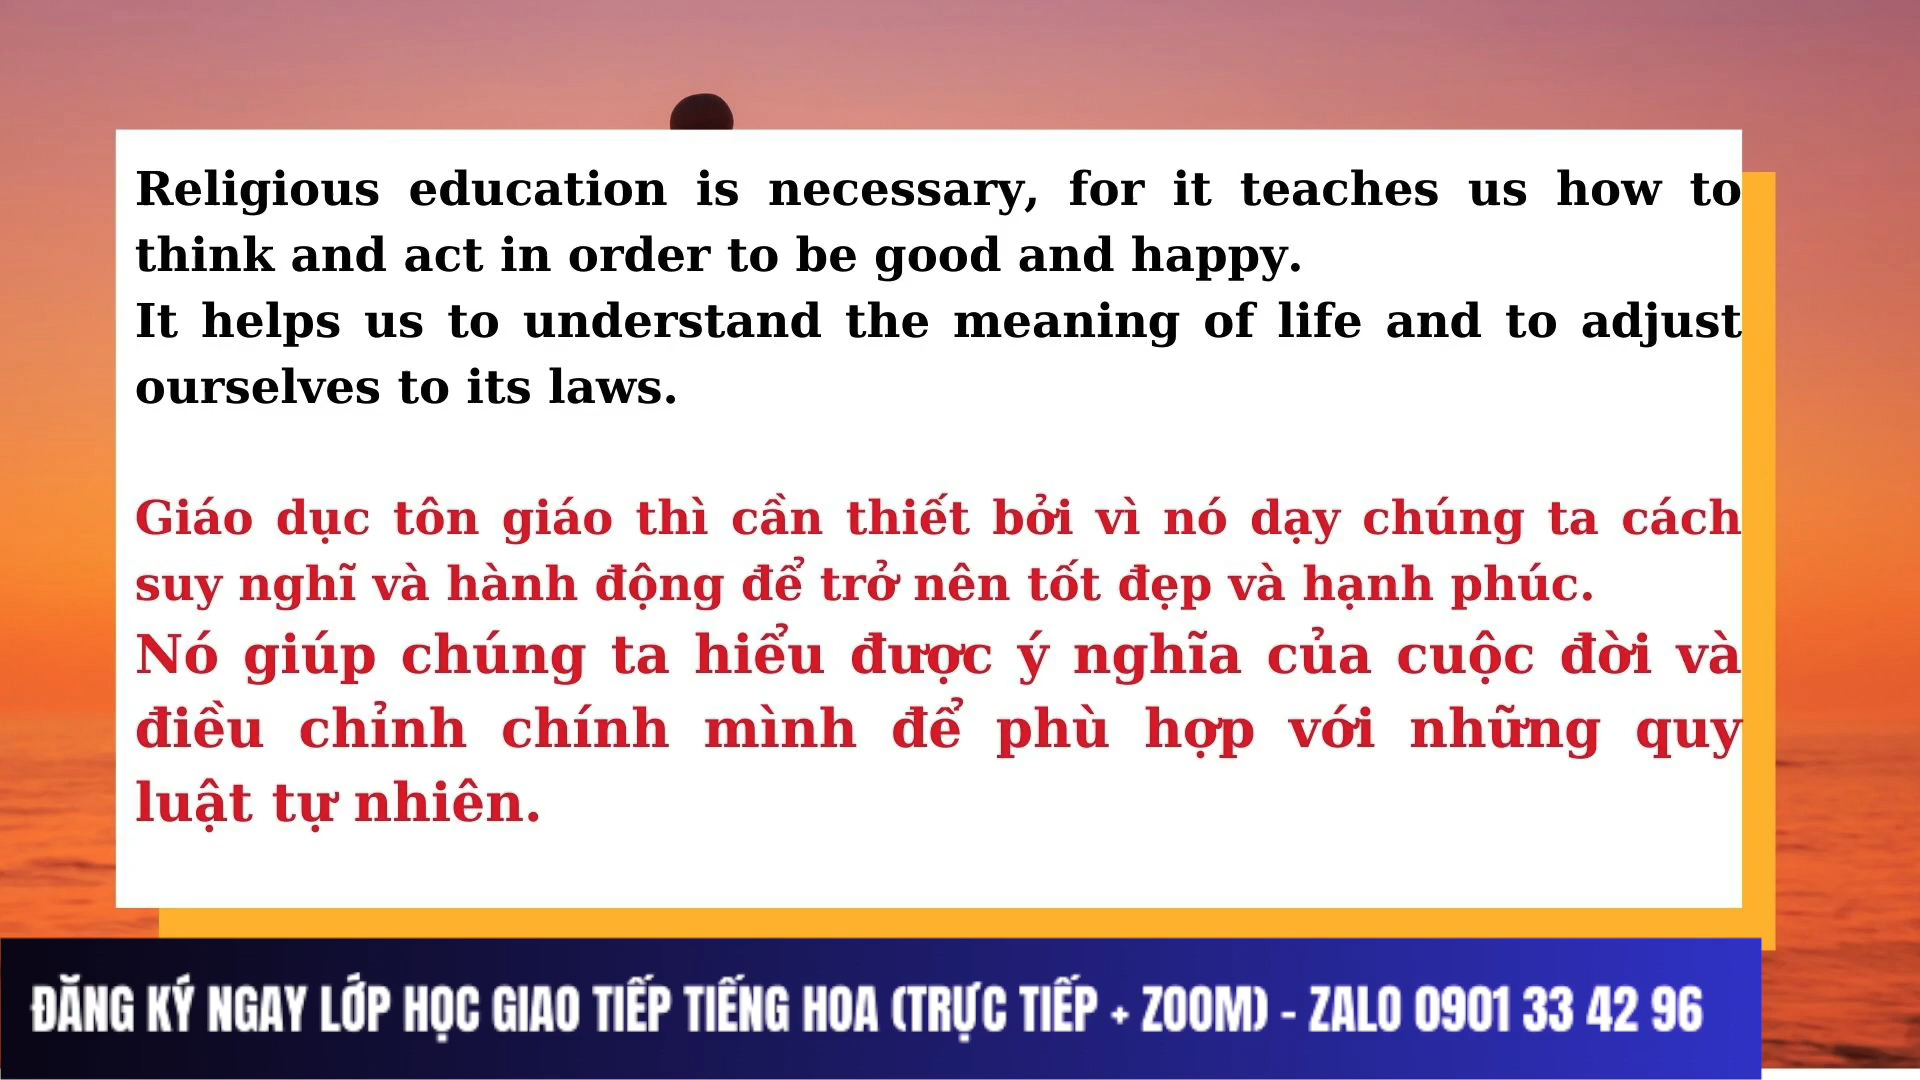 Religious education is necessary, for it teaches us how to
think and act in order to be good and happy.
It helps us to understand the meaning of life and to adjust
ourselves to its laws.
Giáo dục tôn giáo thì cần thiết bởi vì nó dạy chúng ta cách
suy nghĩ và hành động để trở nên tốt đẹp và hạnh phúc.
Nó giúp chúng ta hiểu được ý nghĩa của cuộc đời và
điều chỉnh chính mình để phù hợp với những quy
luật tự nhiên.
ĐĂNG KÝ NGAY LỚP HỌC GIAO TIẾP TIẾNG HOA (TRỰC TIẾP + ZOOM) - ZALO 0901 33 42 96